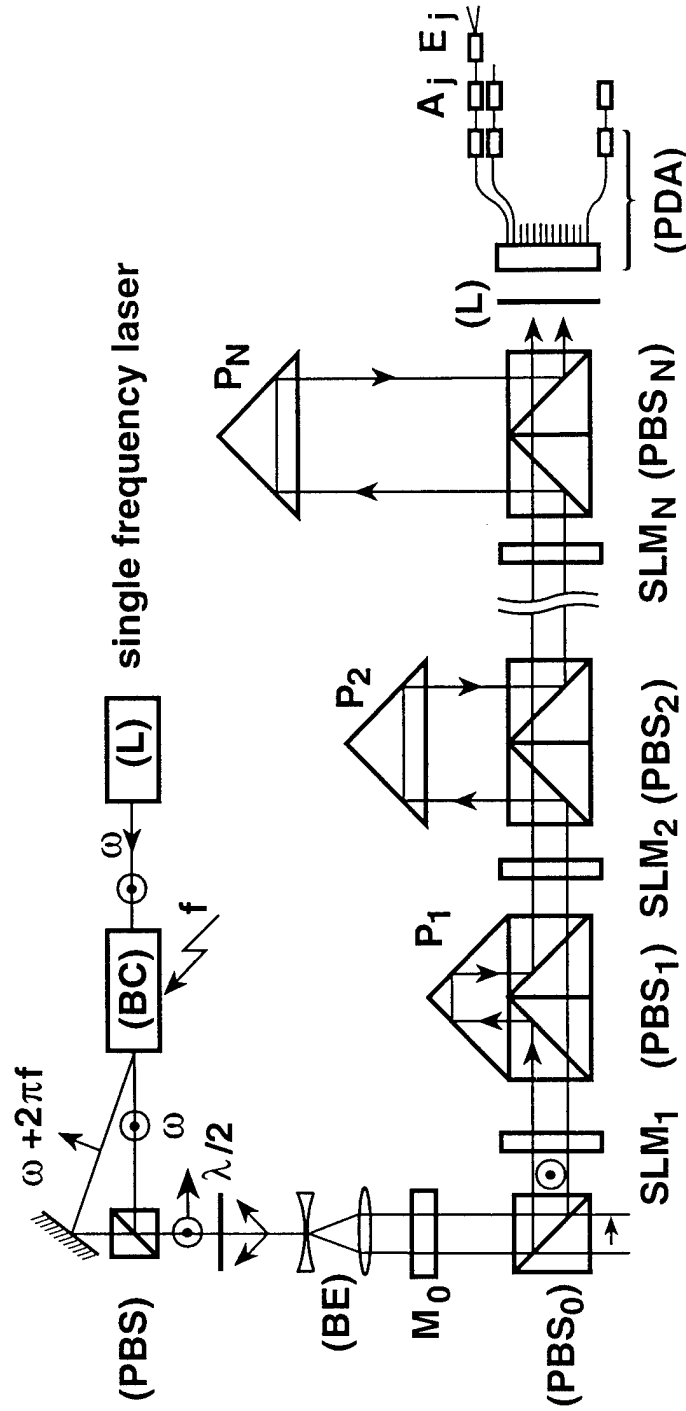 single frequency laser
(L)
ω
f
(BC)
ω+2πf
ω
(PBS)
λ/2
(BE)
M0
(PBS0)
SLM1
(PBS1)
P1
SLM2 (PBS2)
P2
SLMN (PBSN)
PN
(L)
(PDA)
Aj Ej